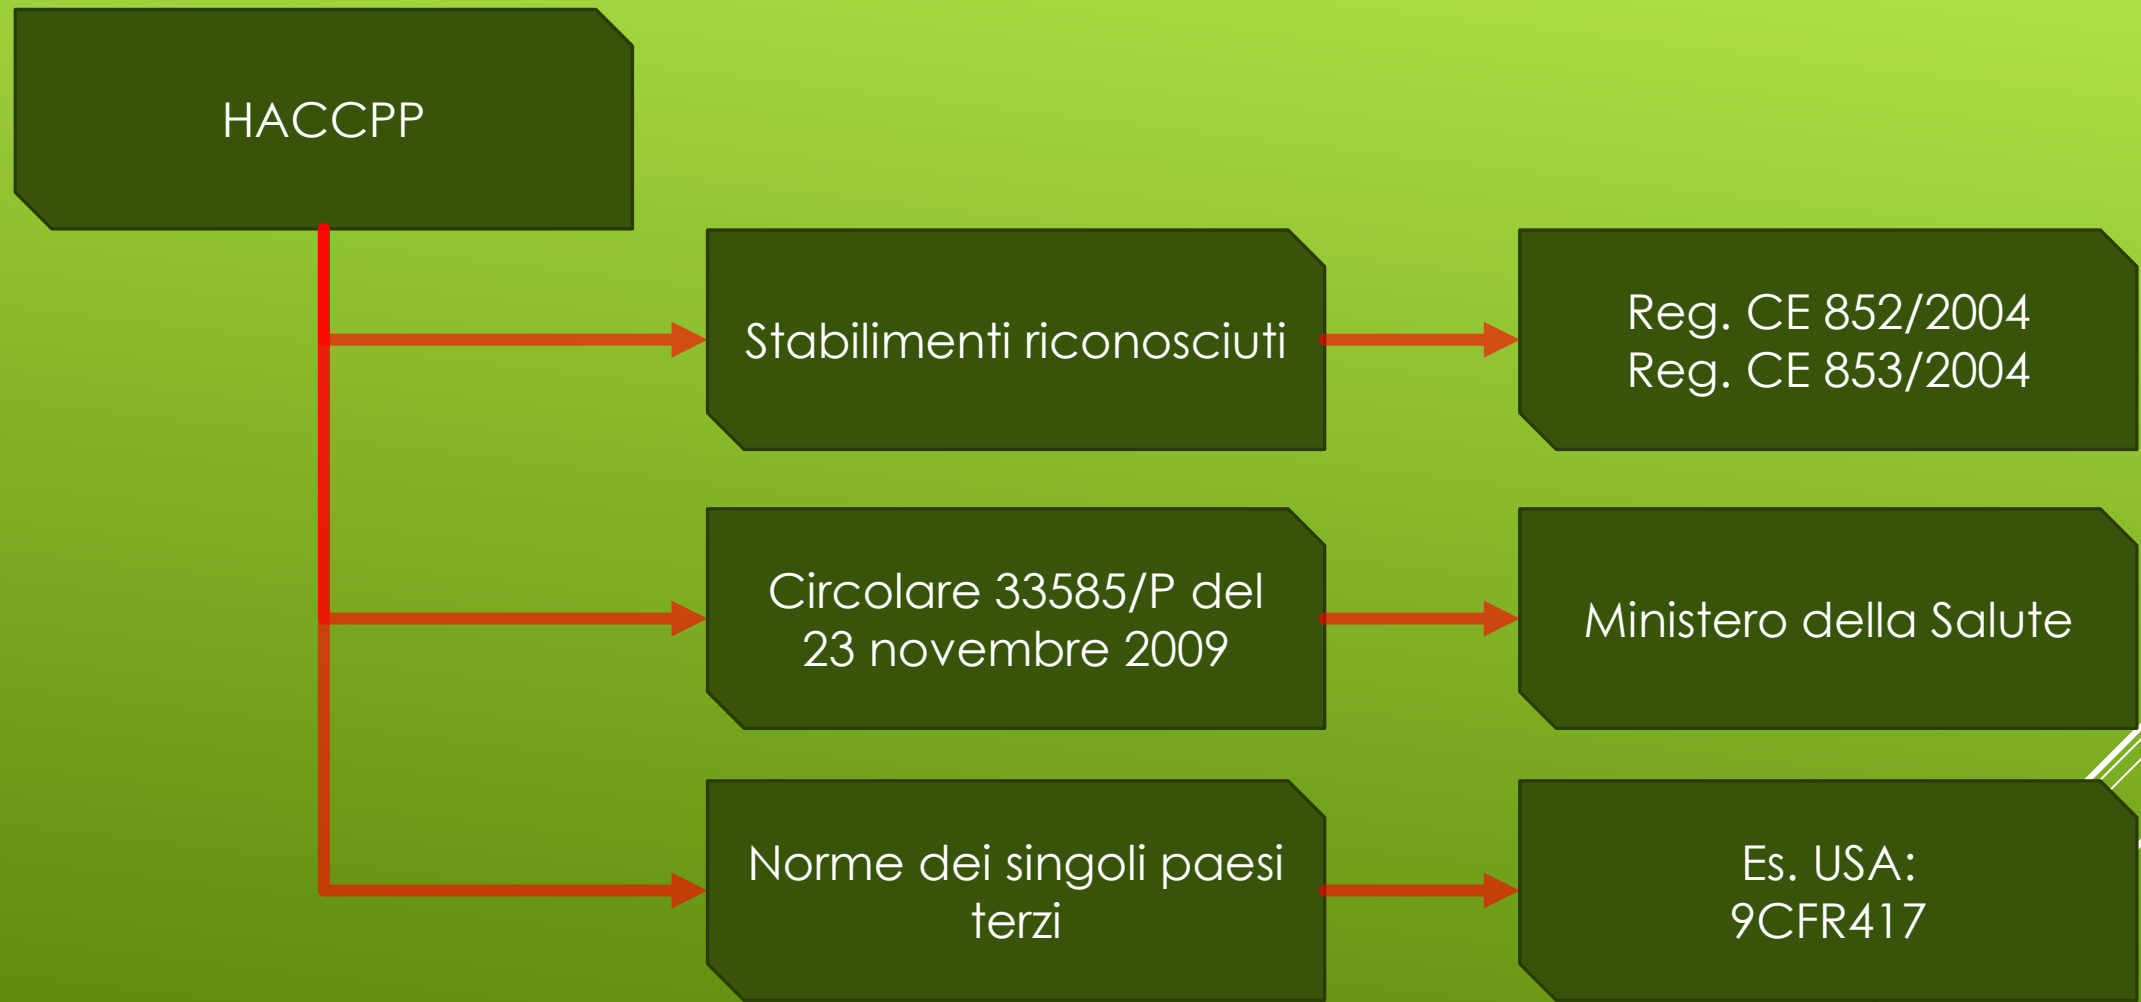 HACCPP
Stabilimenti riconosciuti
Reg. CE 852/2004
Reg. CE 853/2004
Circolare 33585/P del
23 novembre 2009
Ministero della Salute
Norme dei singoli paesi
terzi
Es. USA:
9CFR417